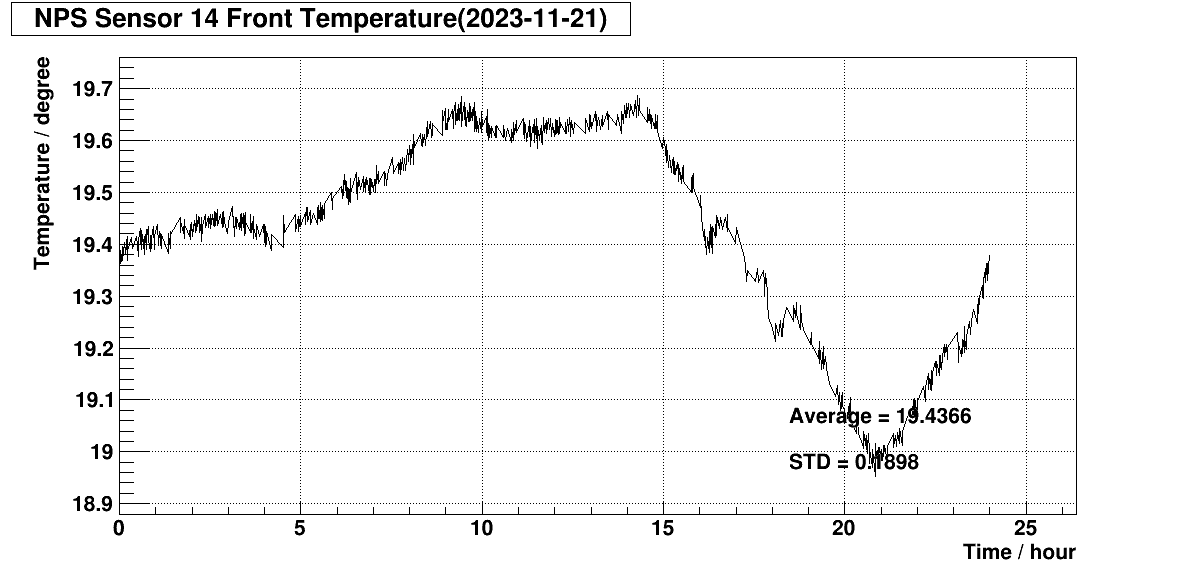 NPS Sensor 14 Front Temperature(2023-11-21)
Temperature / degree
19.7
19.6
19.5
19.4
19.3
19.2
19.1
19
18.9
Average = 19.4366
STD = 0.1898
0 5 10 15 20 25
Time / hour